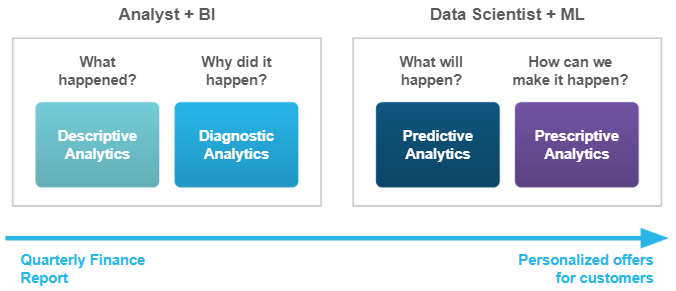 Analyst + BI
Data Scientist + ML
What
happened?
Why did it
happen?
What will
happen?
How can we
make it happen?
Descriptive
Analytics
Diagnostic
Analytics
Predictive
Analytics
Prescriptive
Analytics
Quarterly Finance
Report
Personalized offers
for customers